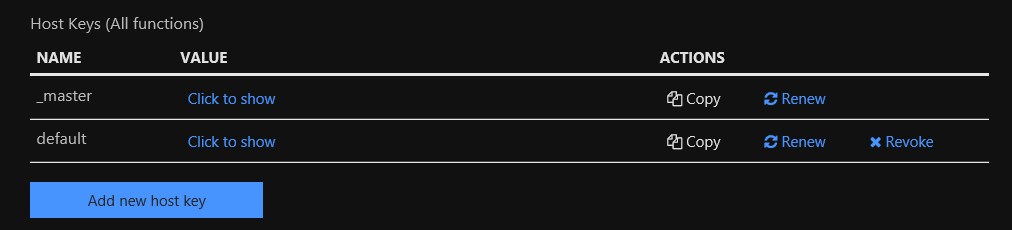 Host Keys (All functions)
NAME VALUE ACTIONS
_master Click to show Copy Renew
default Click to show Copy Renew Revoke
Add new host key